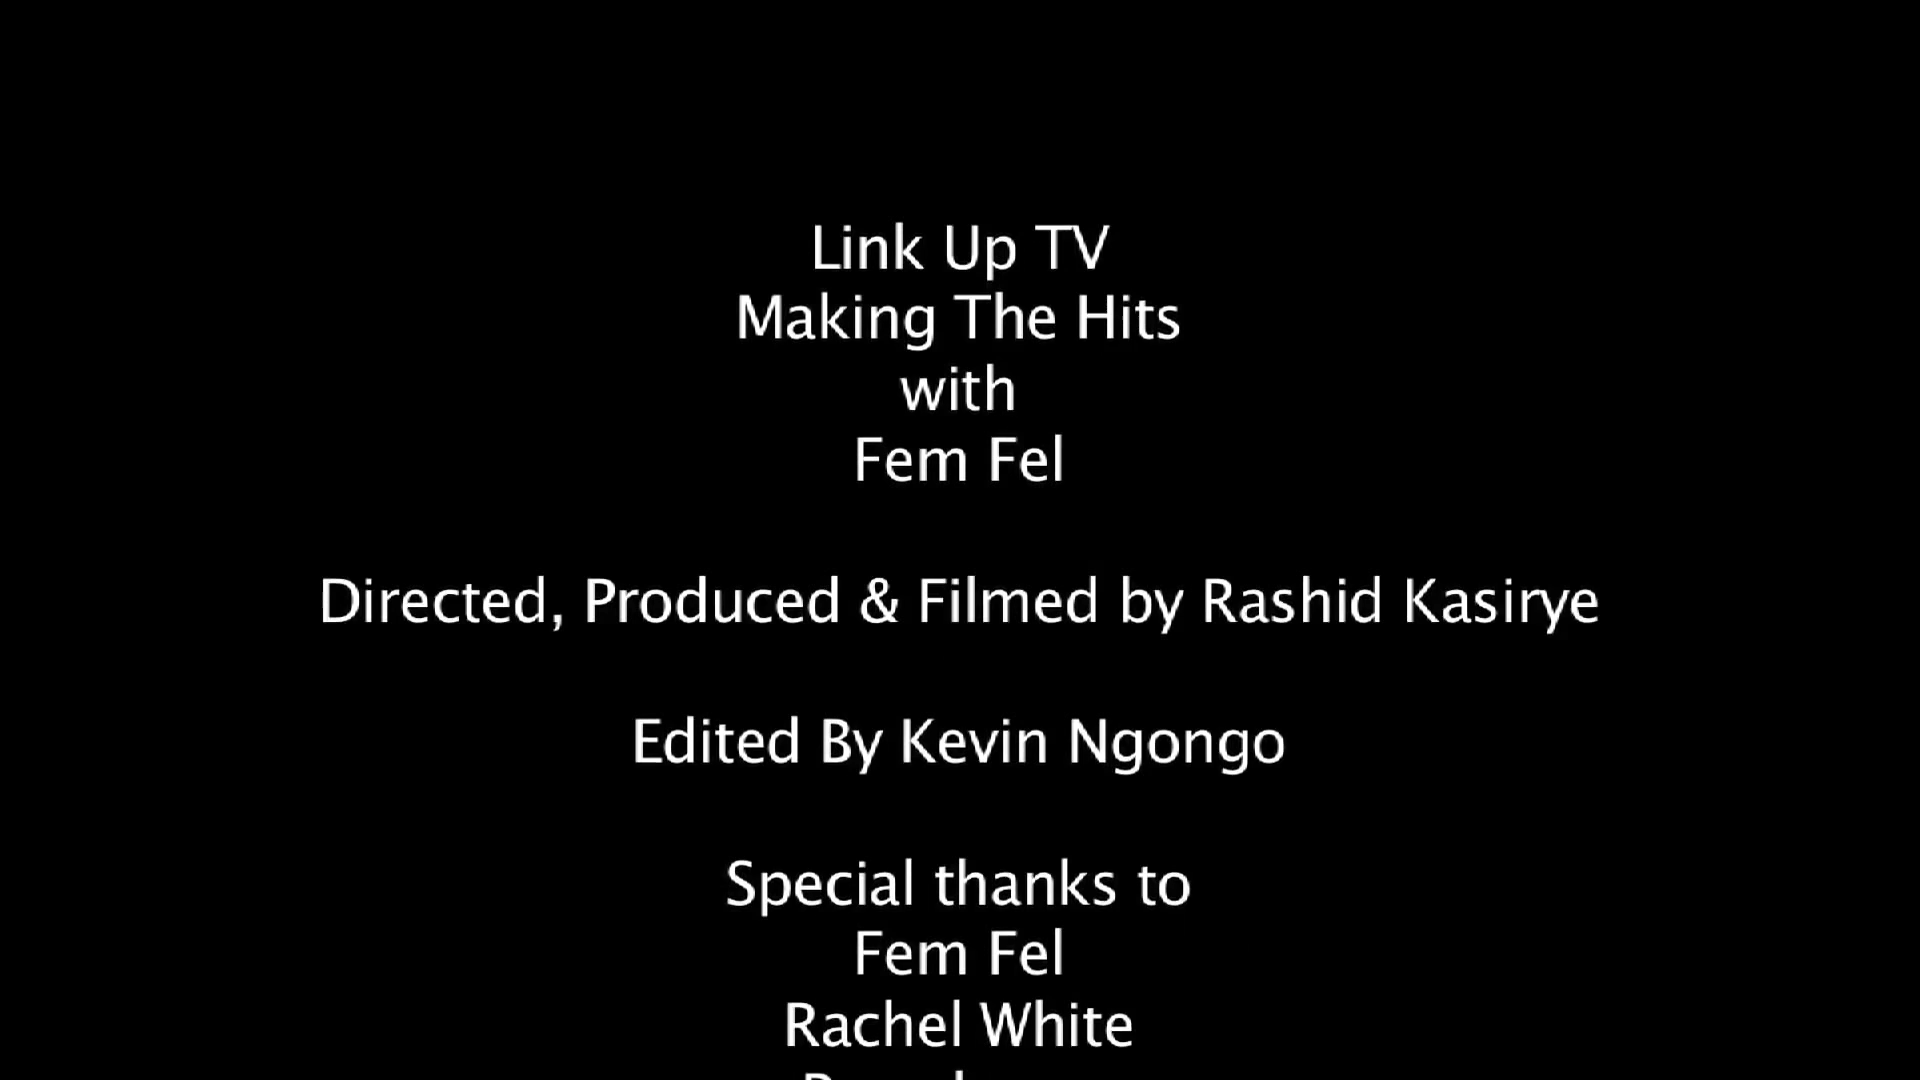 Link Up TV
Making The Hits
with
Fem Fel
Directed, Produced & Filmed by Rashid Kasirye
Edited By Kevin Ngongo
Special thanks to
Fem Fel
Rachel White